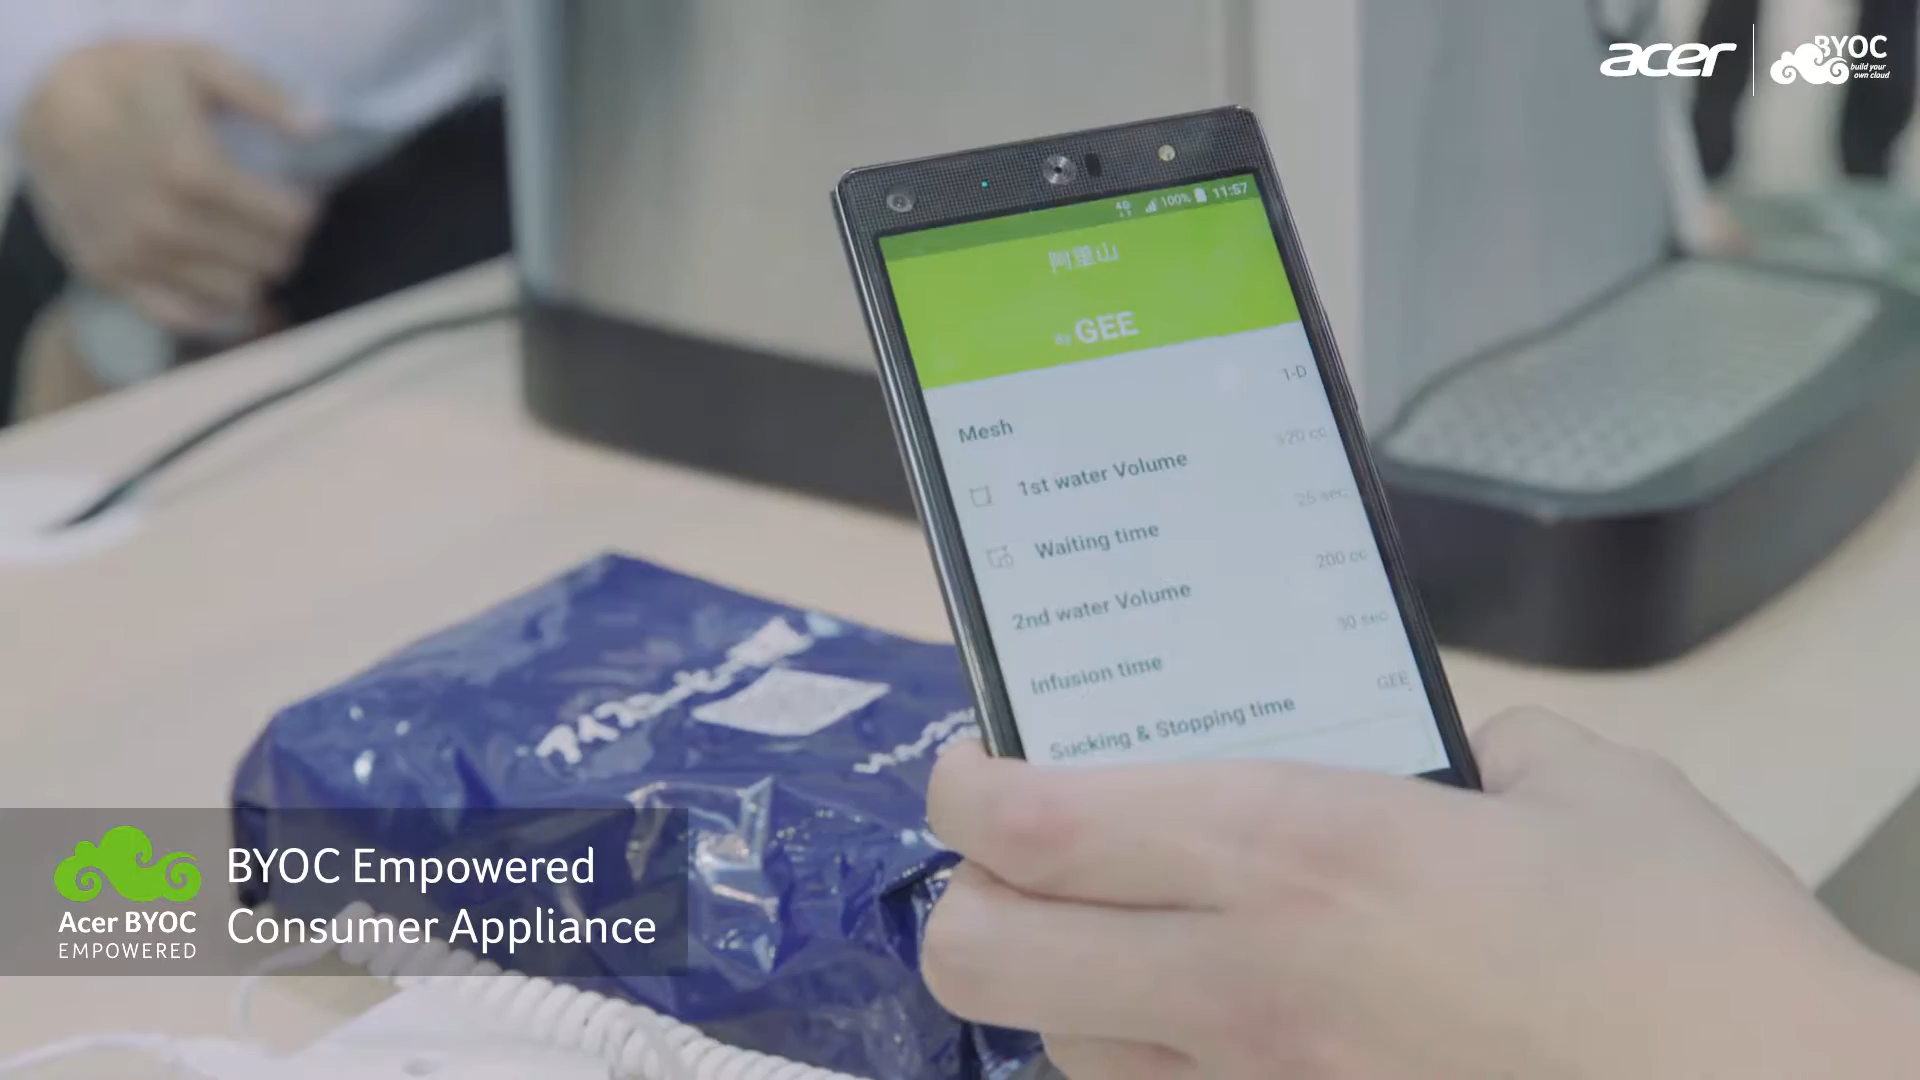 acer
BYOC
build your
own cloud
4G 100% 11:57
阿里山
By GEE
Mesh 1-D
1st water Volume
Waiting time 25 sec
2nd water Volume 200 cc
Infusion time 30 sec
Sucking & Stopping time GEE
Acer BYOC
EMPOWERED
BYOC Empowered
Consumer Appliance